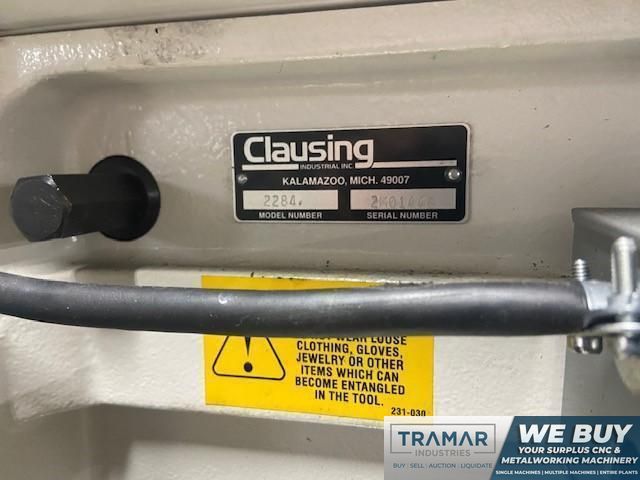 Clausing
INDUSTRIAL INC.
KALAMAZOO, MICH. 49007
2284
MODEL NUMBER SERIAL NUMBER
WEAR LOOSE
CLOTHING, GLOVES,
JEWELRY OR OTHER
ITEMS WHICH CAN
BECOME ENTANGLED
IN THE TOOL.
231-030
TRAMAR
INDUSTRIES
BUY | SELL | AUCTION | LIQUIDATE
WE BUY
YOUR SURPLUS CNC &
METALWORKING MACHINERY
SINGLE MACHINES | MULTIPLE MACHINES | ENTIRE PLANTS